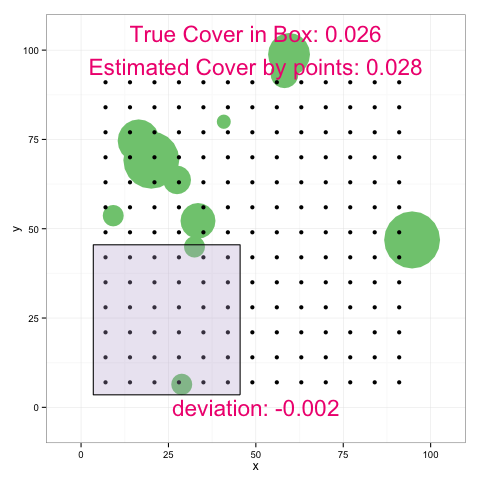 True Cover in Box: 0.026
Estimated Cover by points: 0.028
100
75
50
25
0
y
deviation: -0.002
0 25 50 75 100
x